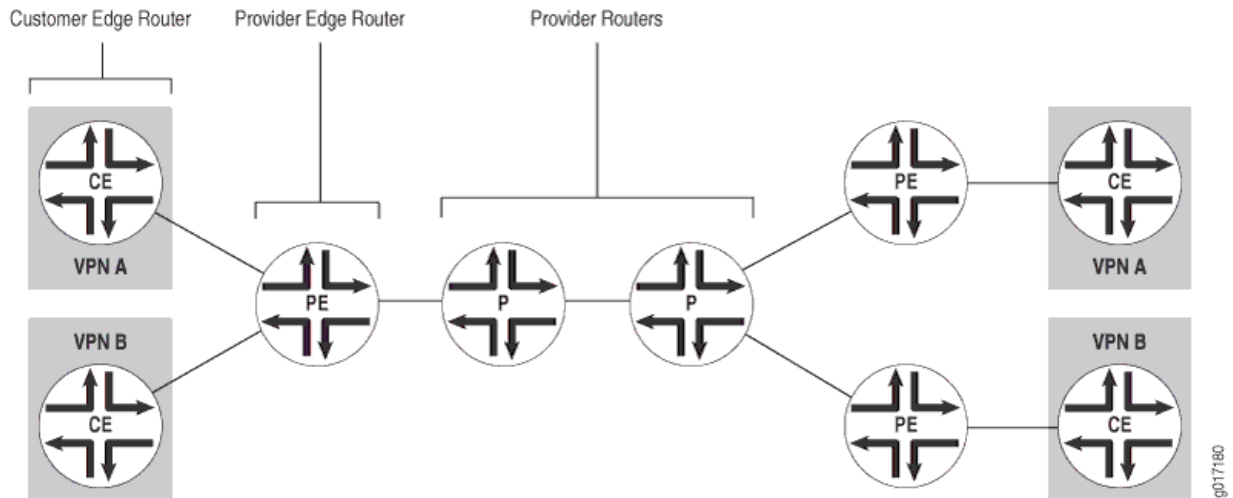 Customer Edge Router
Provider Edge Router
Provider Routers
CE
VPN A
PE
P
P
PE
CE
VPN A
VPN B
CE
PE
VPN B
CE
g017180